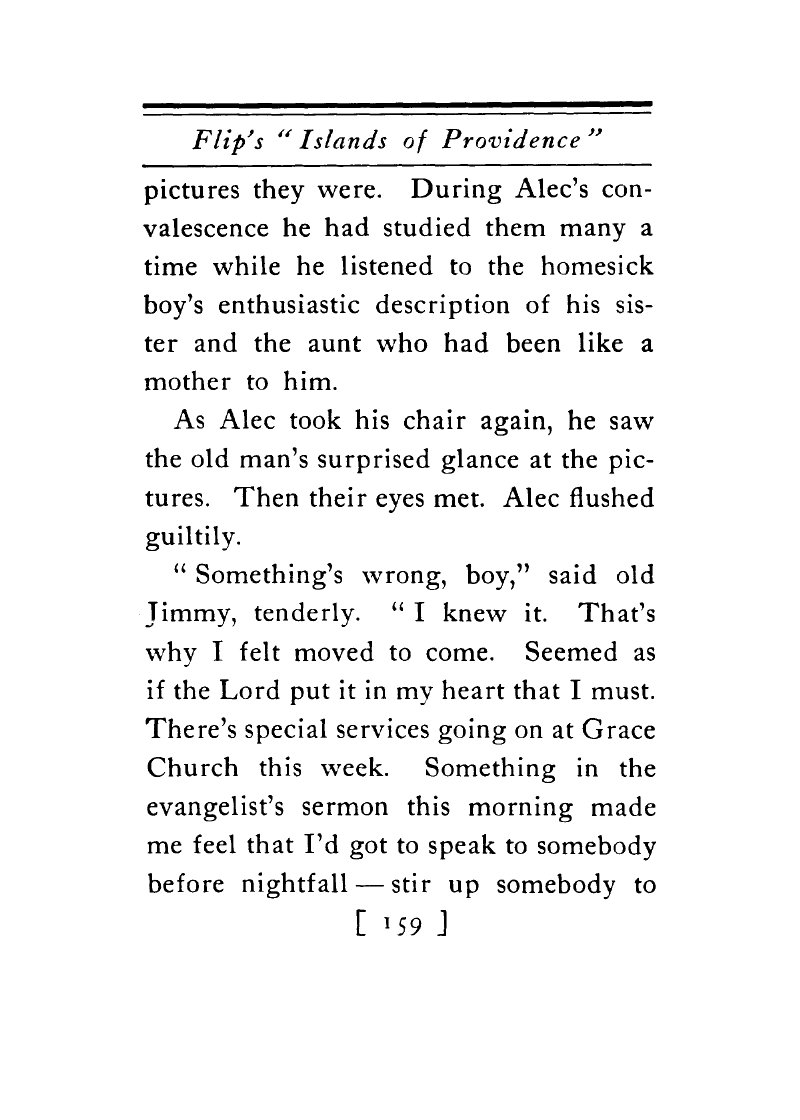 Flip's "Islands of Providence"
pictures they were. During Alec's con-
valescence he had studied them many a
time while he listened to the homesick
boy's enthusiastic description of his sis-
ter and the aunt who had been like a
mother to him.
As Alec took his chair again, he saw
the old man's surprised glance at the pic-
tures. Then their eyes met. Alec flushed
guiltily.
"Something's wrong, boy," said old
Jimmy, tenderly. "I knew it. That's
why I felt moved to come. Seemed as
if the Lord put it in my heart that I must.
There's special services going on at Grace
Church this week. Something in the
evangelist's sermon this morning made
me feel that I'd got to speak to somebody
before nightfall — stir up somebody to
[ 159 ]